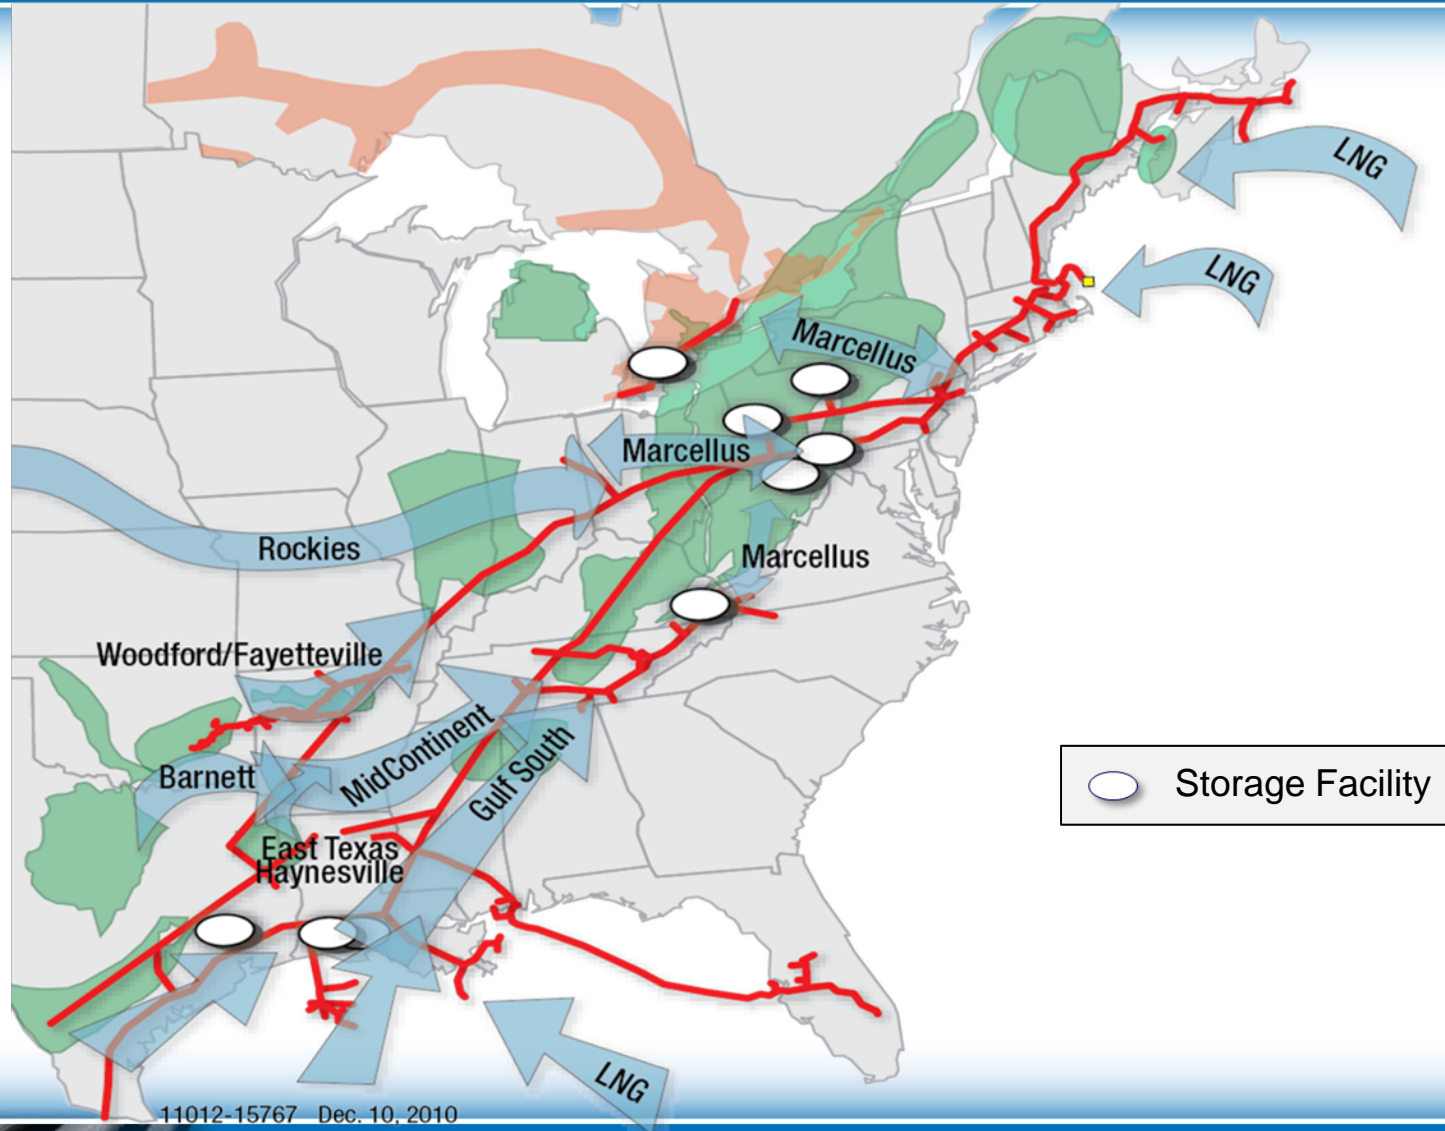 LNG
LNG
Marcellus
Marcellus
Rockies
Marcellus
Woodford/Fayetteville
MidContinent
Barnett
Gulf South
Storage Facility
East Texas
Haynesville
LNG
11012-15767 Dec. 10, 2010